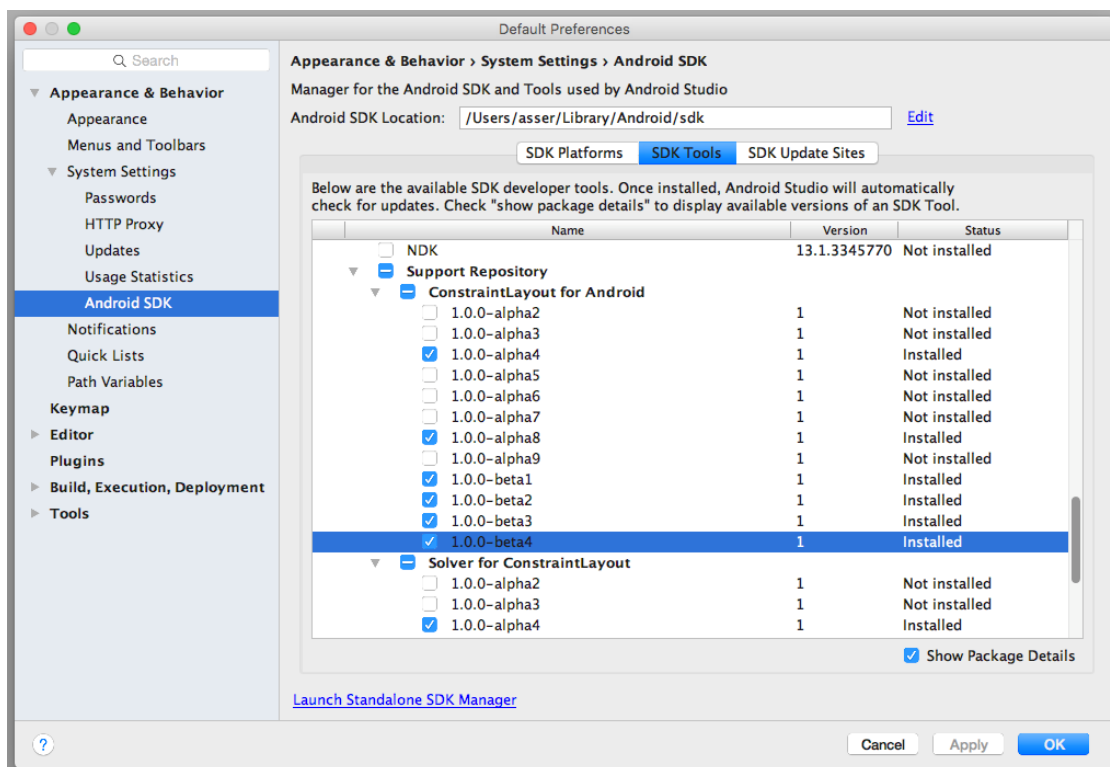 Default Preferences
Search
Appearance & Behavior
Appearance
Menus and Toolbars
System Settings
Passwords
HTTP Proxy
Updates
Usage Statistics
Android SDK
Notifications
Quick Lists
Path Variables
Keymap
Editor
Plugins
Build, Execution, Deployment
Tools
Appearance & Behavior › System Settings › Android SDK
Manager for the Android SDK and Tools used by Android Studio
Android SDK Location: /Users/asser/Library/Android/sdk Edit
SDK Platforms SDK Tools SDK Update Sites
Below are the available SDK developer tools. Once installed, Android Studio will automatically
check for updates. Check "show package details" to display available versions of an SDK Tool.
Name Version Status
NDK 13.1.3345770 Not installed
Support Repository
ConstraintLayout for Android
1.0.0-alpha2 1 Not installed
1.0.0-alpha3 1 Not installed
1.0.0-alpha4 1 Installed
1.0.0-alpha5 1 Not installed
1.0.0-alpha6 1 Not installed
1.0.0-alpha7 1 Not installed
1.0.0-alpha8 1 Installed
1.0.0-alpha9 1 Not installed
1.0.0-beta1 1 Installed
1.0.0-beta2 1 Installed
1.0.0-beta3 1 Installed
1.0.0-beta4 1 Installed
Solver for ConstraintLayout
1.0.0-alpha2 1 Not installed
1.0.0-alpha3 1 Not installed
1.0.0-alpha4 1 Installed
Show Package Details
Launch Standalone SDK Manager
? Cancel Apply OK